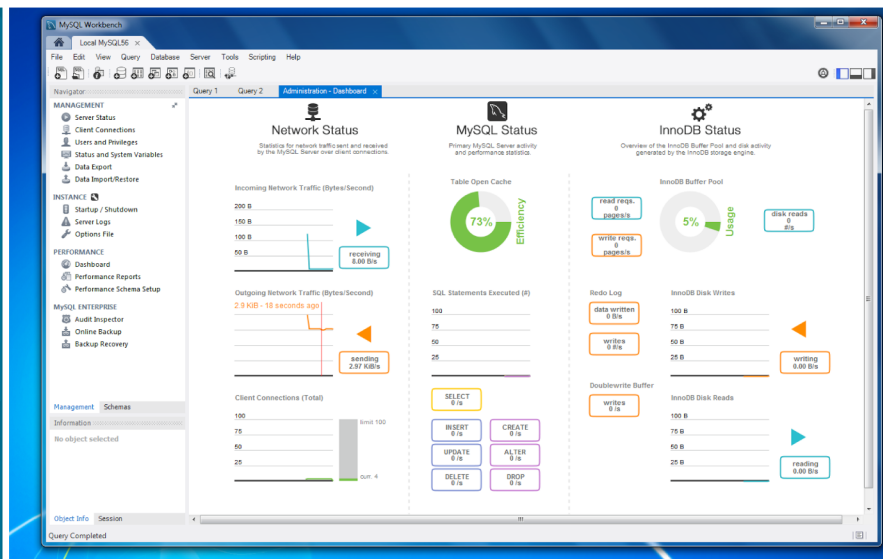 MySQL Workbench
Local MySQL56 ×
File Edit View Query Database Server Tools Scripting Help
Navigator
Query 1 Query 2 Administration - Dashboard ×
MANAGEMENT
Server Status
Client Connections
Users and Privileges
Status and System Variables
Data Export
Data Import/Restore
INSTANCE
Startup / Shutdown
Server Logs
Options File
PERFORMANCE
Dashboard
Performance Reports
Performance Schema Setup
MySQL ENTERPRISE
Audit Inspector
Online Backup
Backup Recovery
Management Schemas
Information
No object selected
Object Info Session
Query Completed
Network Status
Statistics for network traffic sent and received
by the MySQL Server over client connections.
Incoming Network Traffic (Bytes/Second)
200 B
150 B
100 B
50 B
receiving
8.00 B/s
Outgoing Network Traffic (Bytes/Second)
2.9 KiB - 18 seconds ago
sending
2.97 KiB/s
Client Connections (Total)
100
75
50
25
limit 100
curr. 4
MySQL Status
Primary MySQL Server activity
and performance statistics.
Table Open Cache
73%
Efficiency
SQL Statements Executed (#)
100
75
50
25
SELECT
0 /s
INSERT
0 /s
CREATE
0 /s
UPDATE
0 /s
ALTER
0 /s
DELETE
0 /s
DROP
0 /s
InnoDB Status
Overview of the InnoDB Buffer Pool and disk activity
generated by the InnoDB storage engine.
InnoDB Buffer Pool
read reqs.
0
pages/s
write reqs.
0
pages/s
5%
Usage
disk reads
0
#/s
Redo Log
data written
0 B/s
writes
0 #/s
InnoDB Disk Writes
100 B
75 B
50 B
25 B
writing
0.00 B/s
Doublewrite Buffer
writes
0 /s
InnoDB Disk Reads
100 B
75 B
50 B
25 B
reading
0.00 B/s